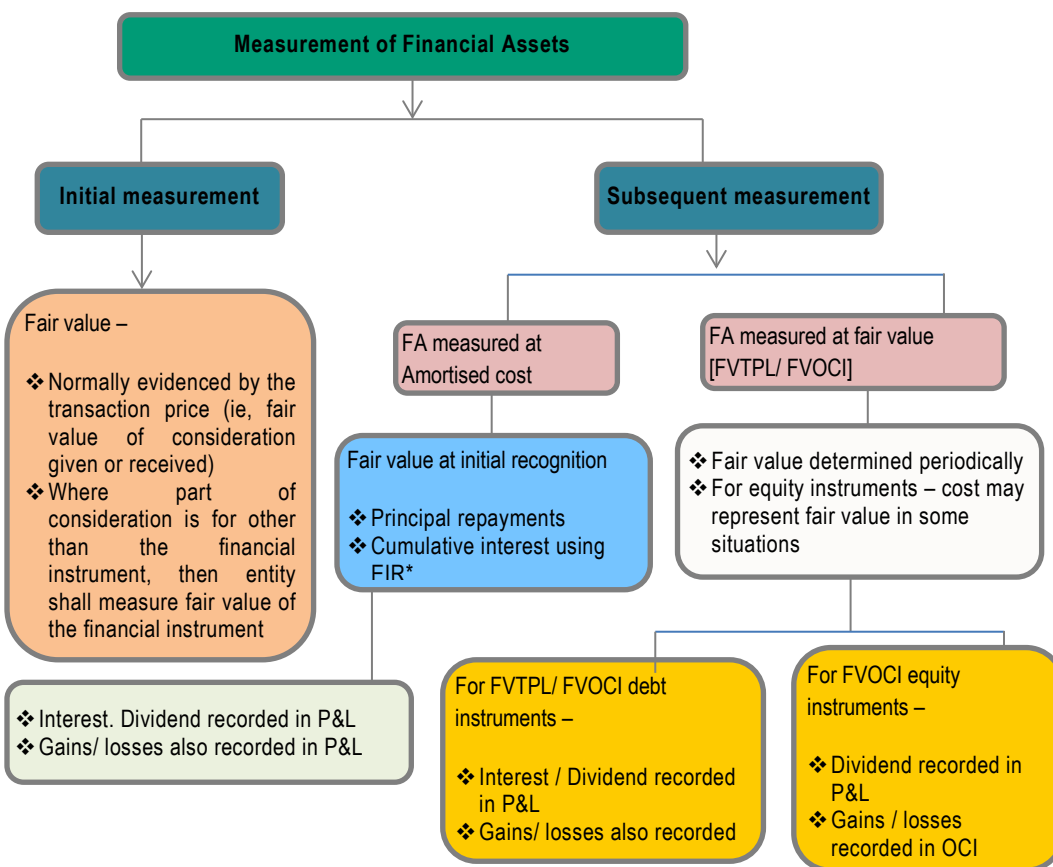 Measurement of Financial Assets
Initial measurement
Subsequent measurement
Fair value –
❖ Normally evidenced by the
transaction price (ie, fair
value of consideration
given or received)
❖ Where part of
consideration is for other
than the financial
instrument, then entity
shall measure fair value of
the financial instrument
FA measured at
Amortised cost
FA measured at fair value
[FVTPL/ FVOCI]
Fair value at initial recognition
❖ Principal repayments
❖ Cumulative interest using
EIR*
❖ Fair value determined periodically
❖ For equity instruments – cost may
represent fair value in some
situations
❖ Interest. Dividend recorded in P&L
❖ Gains/ losses also recorded in P&L
For FVTPL/ FVOCI debt
instruments –
❖ Interest / Dividend recorded
in P&L
❖ Gains/ losses also recorded
For FVOCI equity
instruments –
❖ Dividend recorded in
P&L
❖ Gains / losses
recorded in OCI